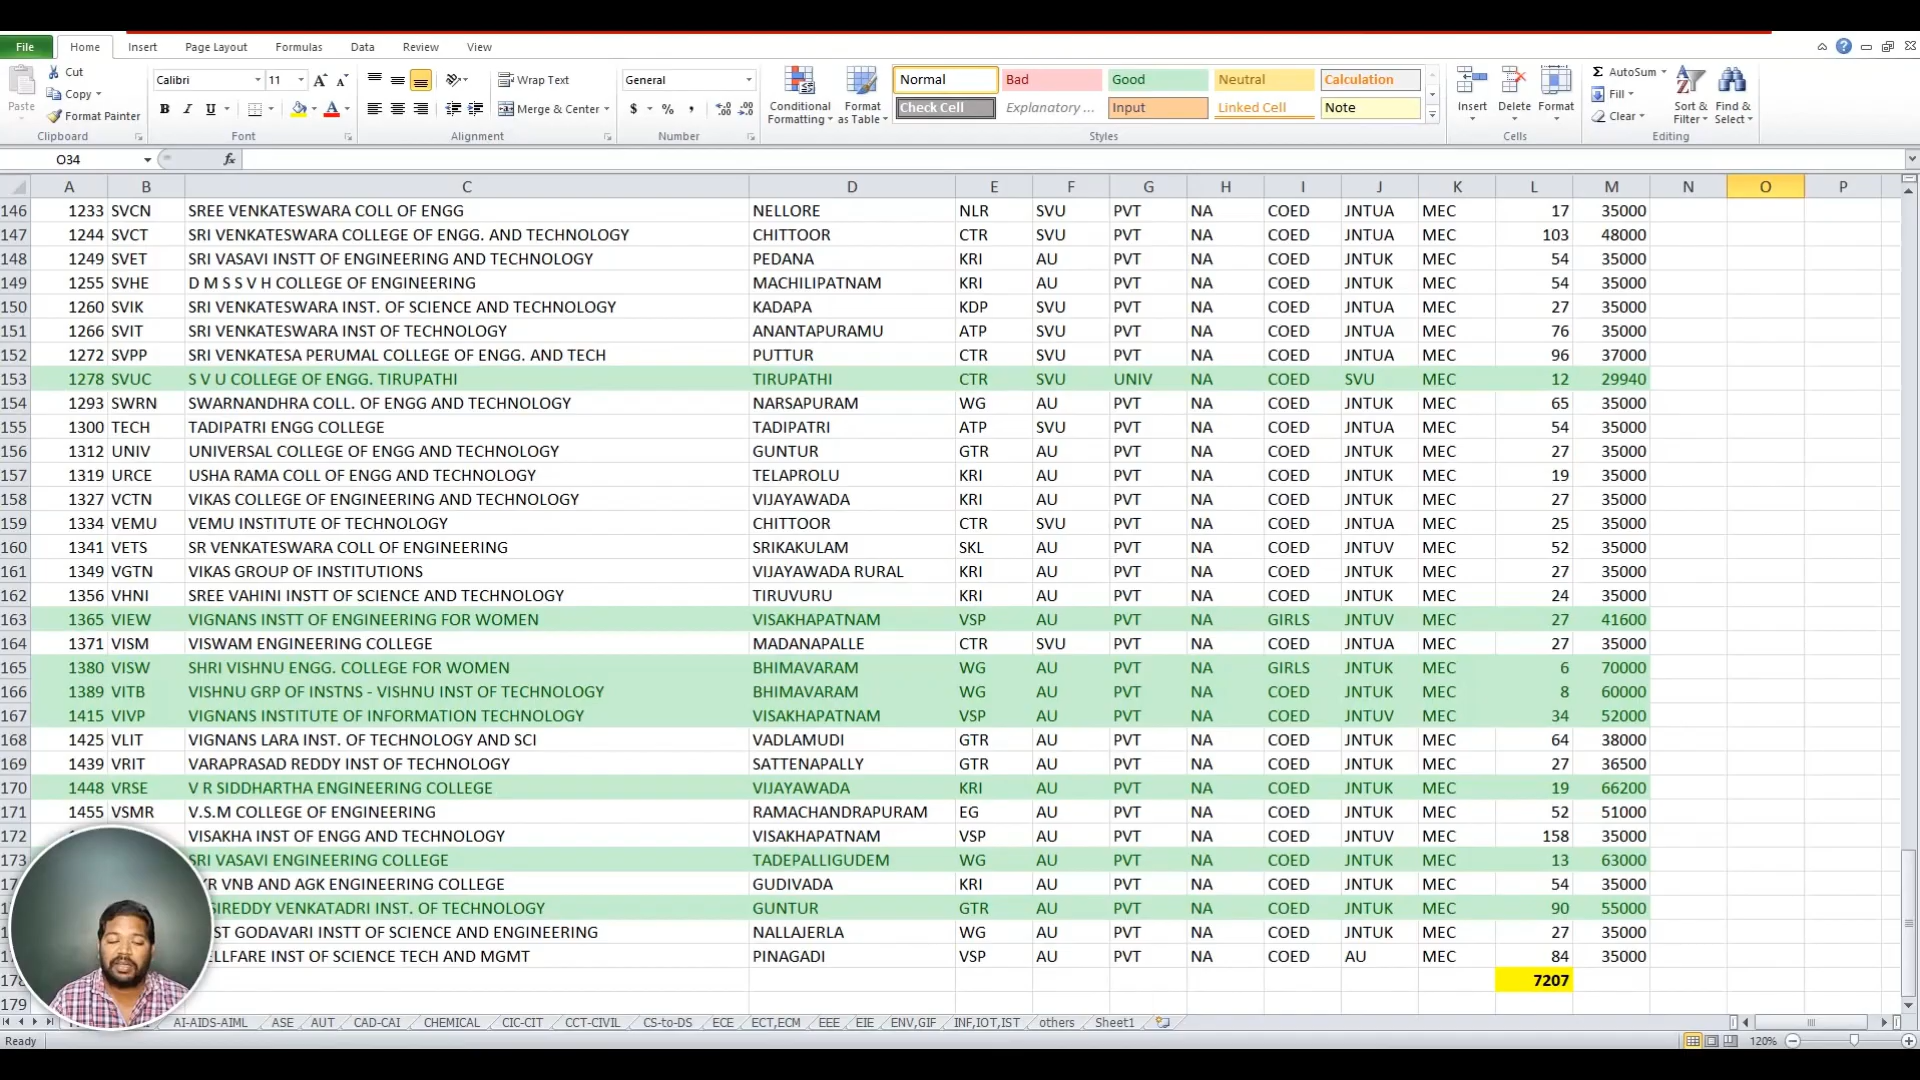 File Home Insert Page Layout Formulas Data Review View
Cut
Copy
Format Painter
Paste
Clipboard
Calibri 11
B I U
Font
Wrap Text
Merge & Center
Alignment
General
$ % ,
Number
Conditional Formatting
Format as Table
Normal Bad Good Neutral Calculation
Check Cell Explanatory ... Input Linked Cell Note
Styles
Insert Delete Format
Cells
Σ AutoSum
Fill
Clear
Sort & Filter
Find & Select
Editing
O34 fx
A B C D E F G H I J K L M N O P
146 1233 SVCN SREE VENKATESWARA COLL OF ENGG NELLORE NLR SVU PVT NA COED JNTUA MEC 17 35000
147 1244 SVCT SRI VENKATESWARA COLLEGE OF ENGG. AND TECHNOLOGY CHITTOOR CTR SVU PVT NA COED JNTUA MEC 103 48000
148 1249 SVET SRI VASAVI INSTT OF ENGINEERING AND TECHNOLOGY PEDANA KRI AU PVT NA COED JNTUK MEC 54 35000
149 1255 SVHE D M S S V H COLLEGE OF ENGINEERING MACHILIPATNAM KRI AU PVT NA COED JNTUK MEC 54 35000
150 1260 SVIK SRI VENKATESWARA INST. OF SCIENCE AND TECHNOLOGY KADAPA KDP SVU PVT NA COED JNTUA MEC 27 35000
151 1266 SVIT SRI VENKATESWARA INST OF TECHNOLOGY ANANTAPURAMU ATP SVU PVT NA COED JNTUA MEC 76 35000
152 1272 SVPP SRI VENKATESA PERUMAL COLLEGE OF ENGG. AND TECH PUTTUR CTR SVU PVT NA COED JNTUA MEC 96 37000
153 1278 SVUC S V U COLLEGE OF ENGG. TIRUPATHI TIRUPATHI CTR SVU UNIV NA COED SVU MEC 12 29940
154 1293 SWRN SWARNANDHRA COLL. OF ENGG AND TECHNOLOGY NARSAPURAM WG AU PVT NA COED JNTUK MEC 65 35000
155 1300 TECH TADIPATRI ENGG COLLEGE TADIPATRI ATP SVU PVT NA COED JNTUA MEC 54 35000
156 1312 UNIV UNIVERSAL COLLEGE OF ENGG AND TECHNOLOGY GUNTUR GTR AU PVT NA COED JNTUK MEC 27 35000
157 1319 URCE USHA RAMA COLL OF ENGG AND TECHNOLOGY TELAPROLU KRI AU PVT NA COED JNTUK MEC 19 35000
158 1327 VCTN VIKAS COLLEGE OF ENGINEERING AND TECHNOLOGY VIJAYAWADA KRI AU PVT NA COED JNTUK MEC 27 35000
159 1334 VEMU VEMU INSTITUTE OF TECHNOLOGY CHITTOOR CTR SVU PVT NA COED JNTUA MEC 25 35000
160 1341 VETS SR VENKATESWARA COLL OF ENGINEERING SRIKAKULAM SKL AU PVT NA COED JNTUV MEC 52 35000
161 1349 VGTN VIKAS GROUP OF INSTITUTIONS VIJAYAWADA RURAL KRI AU PVT NA COED JNTUK MEC 27 35000
162 1356 VHNI SREE VAHINI INSTT OF SCIENCE AND TECHNOLOGY TIRUVURU KRI AU PVT NA COED JNTUK MEC 24 35000
163 1365 VIEW VIGNANS INSTT OF ENGINEERING FOR WOMEN VISAKHAPATNAM VSP AU PVT NA GIRLS JNTUV MEC 27 41600
164 1371 VISM VISWAM ENGINEERING COLLEGE MADANAPALLE CTR SVU PVT NA COED JNTUA MEC 27 35000
165 1380 VISW SHRI VISHNU ENGG. COLLEGE FOR WOMEN BHIMAVARAM WG AU PVT NA GIRLS JNTUK MEC 6 70000
166 1389 VITB VISHNU GRP OF INSTNS - VISHNU INST OF TECHNOLOGY BHIMAVARAM WG AU PVT NA COED JNTUK MEC 8 60000
167 1415 VIVP VIGNANS INSTITUTE OF INFORMATION TECHNOLOGY VISAKHAPATNAM VSP AU PVT NA COED JNTUV MEC 34 52000
168 1425 VLIT VIGNANS LARA INST. OF TECHNOLOGY AND SCI VADLAMUDI GTR AU PVT NA COED JNTUK MEC 64 38000
169 1439 VRIT VARAPRASAD REDDY INST OF TECHNOLOGY SATTENAPALLY GTR AU PVT NA COED JNTUK MEC 27 36500
170 1448 VRSE V R SIDDHARTHA ENGINEERING COLLEGE VIJAYAWADA KRI AU PVT NA COED JNTUK MEC 19 66200
171 1455 VSMR V.S.M COLLEGE OF ENGINEERING RAMACHANDRAPURAM EG AU PVT NA COED JNTUK MEC 52 51000
172 VISAKHA INST OF ENGG AND TECHNOLOGY VISAKHAPATNAM VSP AU PVT NA COED JNTUV MEC 158 35000
173 SRI VASAVI ENGINEERING COLLEGE TADEPALLIGUDEM WG AU PVT NA COED JNTUK MEC 13 63000
VNB AND AGK ENGINEERING COLLEGE GUDIVADA KRI AU PVT NA COED JNTUK MEC 54 35000
SIREDDY VENKATADRI INST. OF TECHNOLOGY GUNTUR GTR AU PVT NA COED JNTUK MEC 90 55000
ST GODAVARI INSTT OF SCIENCE AND ENGINEERING NALLAJERLA WG AU PVT NA COED JNTUK MEC 27 35000
ELLFARE INST OF SCIENCE TECH AND MGMT PINAGADI VSP AU PVT NA COED AU MEC 84 35000
178 7207
179
AI-AIDS-AIML ASE AUT CAD-CAI CHEMICAL CIC-CIT CCT-CIVIL CS-to-DS ECE ECT,ECM EEE EIE ENV,GIF INF,IOT,IST others Sheet1
Ready 120%